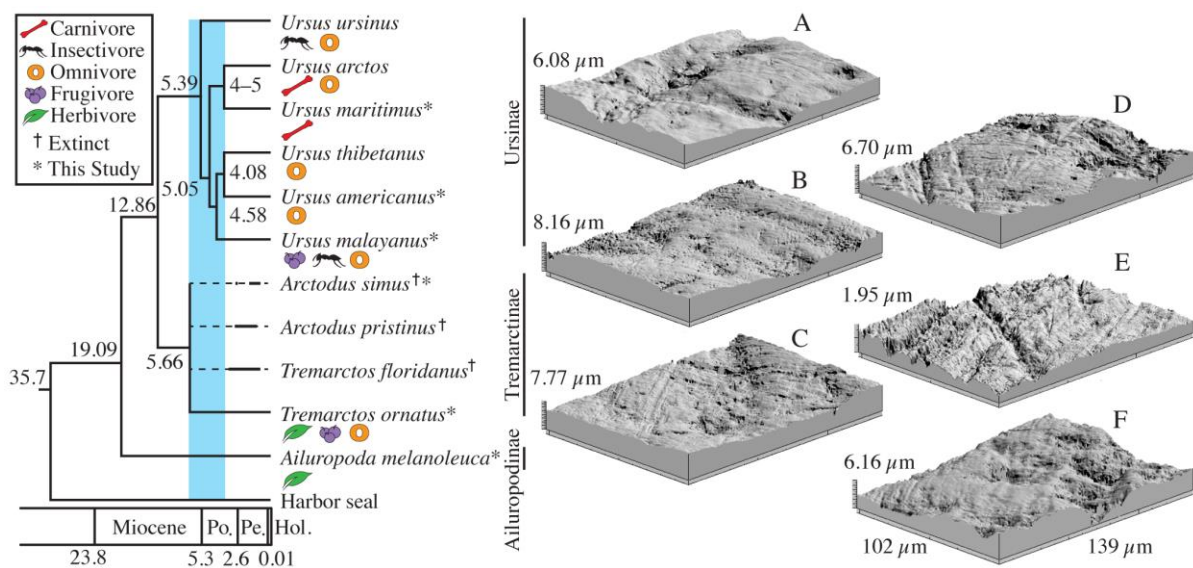 Carnivore
Insectivore
Omnivore
Frugivore
Herbivore
† Extinct
* This Study
Ursus ursinus
Ursus arctos
Ursus maritimus*
Ursus thibetanus
Ursus americanus*
Ursus malayanus*
Arctodus simus†*
Arctodus pristinus†
Tremarctos floridanus†
Tremarctos ornatus*
Ailuropoda melanoleuca*
Harbor seal
5.39
4–5
5.05
4.08
4.58
12.86
19.09
5.66
35.7
Miocene
Po.
Pe.
Hol.
23.8
5.3
2.6
0.01
Ursinae
Tremarctinae
Ailuropodinae
A
6.08 µm
B
8.16 µm
C
7.77 µm
D
6.70 µm
E
1.95 µm
F
6.16 µm
102 µm
139 µm